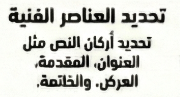 تحديد العناصر الفنية
تحديد أركان النص مثل
العنوان، المقدمة،
العرض، والخاتمة.